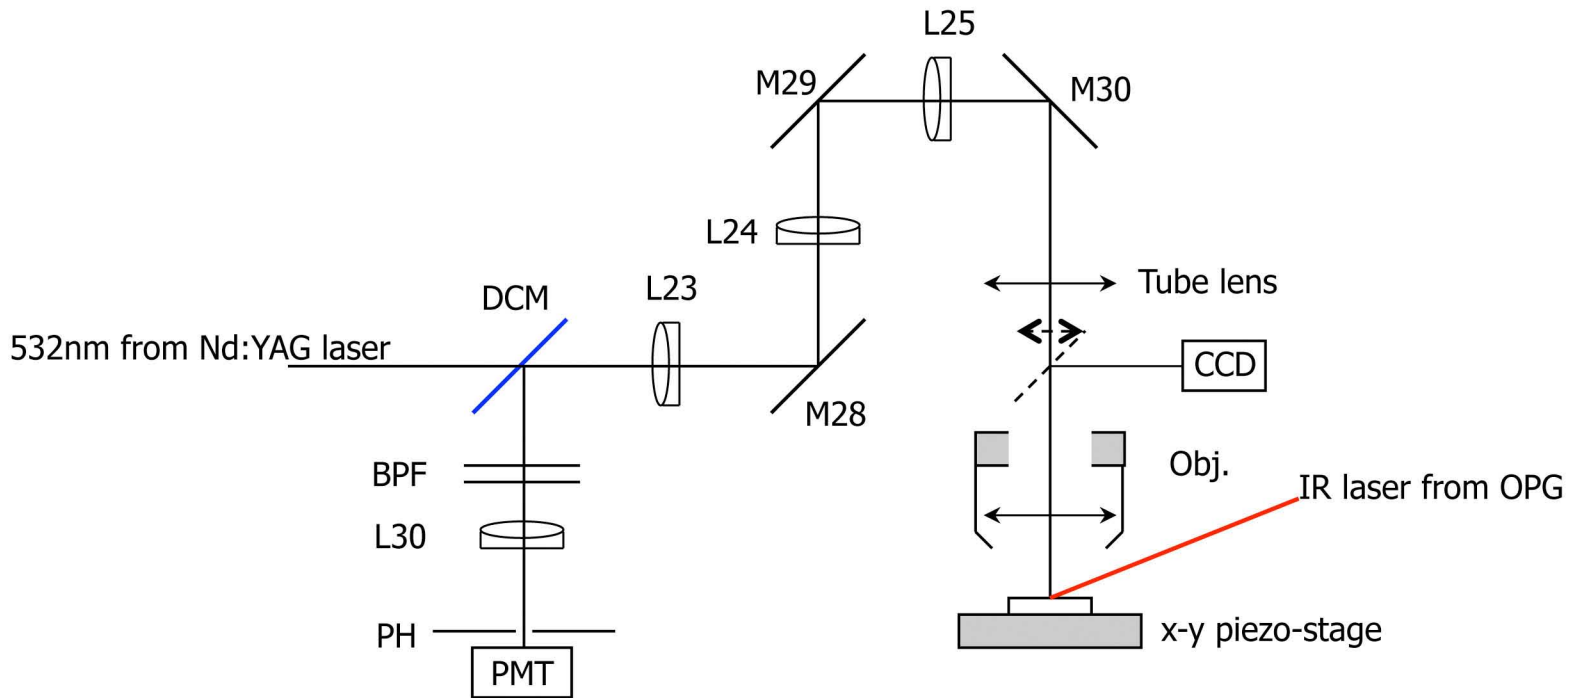 L25
M29
M30
L24
L23
Tube lens
DCM
532nm from Nd:YAG laser
CCD
M28
BPF
Obj.
IR laser from OPG
L30
PH
x-y piezo-stage
PMT